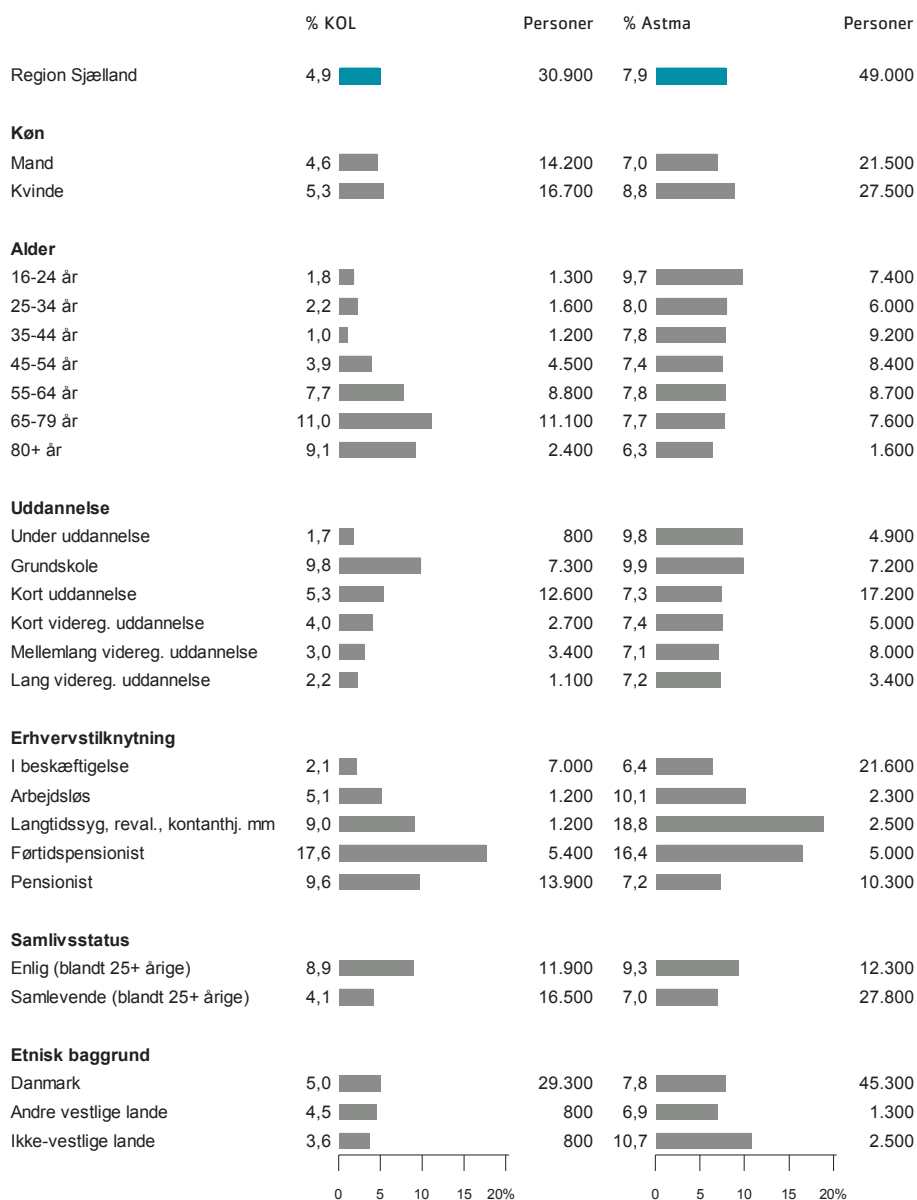 % KOL Personer % Astma Personer
Region Sjælland 4,9 30.900 7,9 49.000
Køn
Mand 4,6 14.200 7,0 21.500
Kvinde 5,3 16.700 8,8 27.500
Alder
16-24 år 1,8 1.300 9,7 7.400
25-34 år 2,2 1.600 8,0 6.000
35-44 år 1,0 1.200 7,8 9.200
45-54 år 3,9 4.500 7,4 8.400
55-64 år 7,7 8.800 7,8 8.700
65-79 år 11,0 11.100 7,7 7.600
80+ år 9,1 2.400 6,3 1.600
Uddannelse
Under uddannelse 1,7 800 9,8 4.900
Grundskole 9,8 7.300 9,9 7.200
Kort uddannelse 5,3 12.600 7,3 17.200
Kort videreg. uddannelse 4,0 2.700 7,4 5.000
Mellemlang videreg. uddannelse 3,0 3.400 7,1 8.000
Lang videreg. uddannelse 2,2 1.100 7,2 3.400
Erhvervstilknytning
I beskæftigelse 2,1 7.000 6,4 21.600
Arbejdsløs 5,1 1.200 10,1 2.300
Langtidssyg, reval., kontanthj. mm 9,0 1.200 18,8 2.500
Førtidspensionist 17,6 5.400 16,4 5.000
Pensionist 9,6 13.900 7,2 10.300
Samlivsstatus
Enlig (blandt 25+ årige) 8,9 11.900 9,3 12.300
Samlevende (blandt 25+ årige) 4,1 16.500 7,0 27.800
Etnisk baggrund
Danmark 5,0 29.300 7,8 45.300
Andre vestlige lande 4,5 800 6,9 1.300
Ikke-vestlige lande 3,6 800 10,7 2.500
0 5 10 15 20% 0 5 10 15 20%